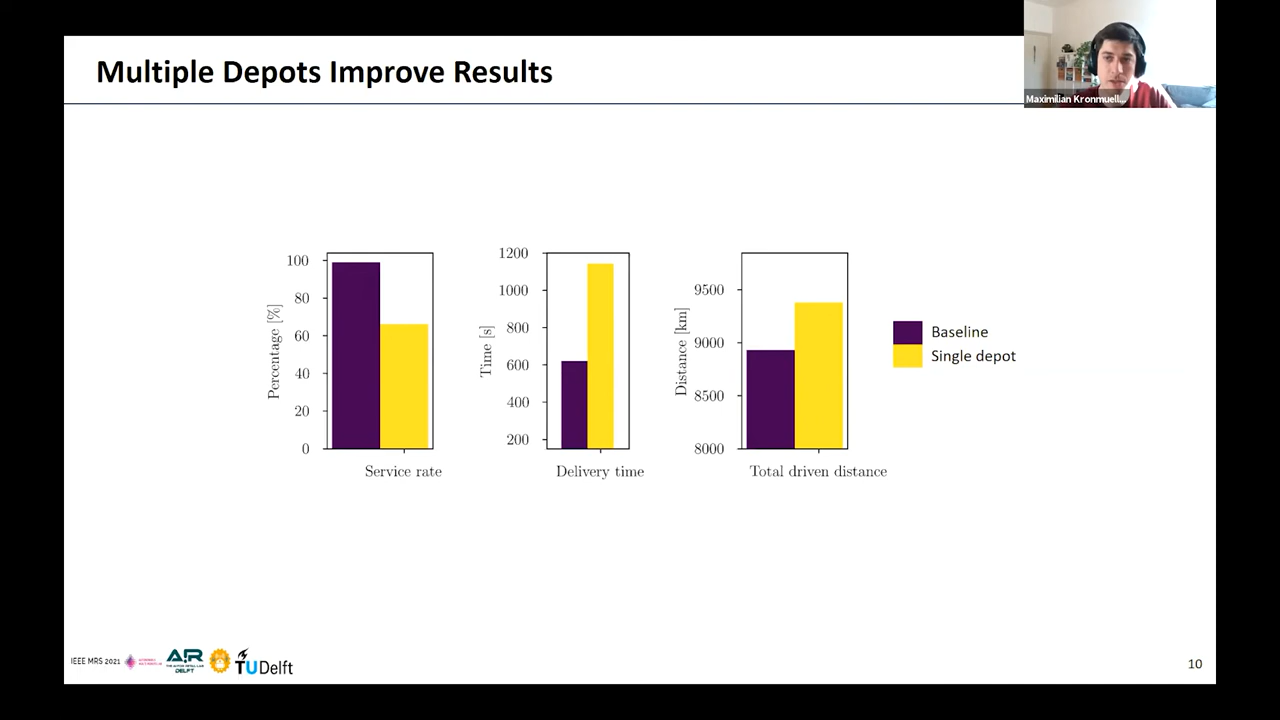 Multiple Depots Improve Results
Maximilian Kronmuell...
100
80
60
40
20
0
Percentage [%]
Service rate
1200
1000
800
600
400
200
Time [s]
Delivery time
9500
9000
8500
8000
Distance [km]
Total driven distance
Baseline
Single depot
IEEE MRS 2021
AIR
DELFT
TUDelft
10